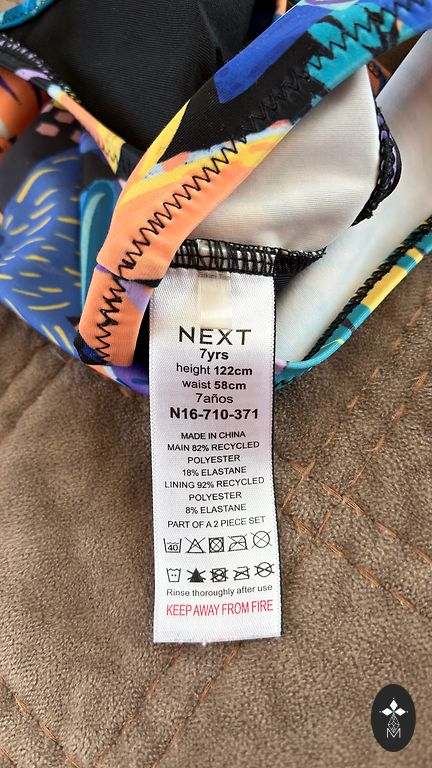 NEXT
7yrs
height 122cm
waist 58cm
7años
N16-710-371
MADE IN CHINA
MAIN 82% RECYCLED
POLYESTER
18% ELASTANE
LINING 92% RECYCLED
POLYESTER
8% ELASTANE
PART OF A 2 PIECE SET
40
Rinse thoroughly after use
KEEP AWAY FROM FIRE
M